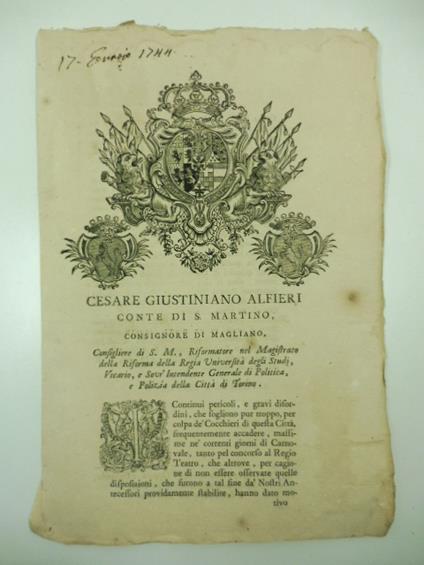 17. Gennaio 1744.
CESARE GIUSTINIANO ALFIERI
CONTE DI S. MARTINO,
CONSIGNORE DI MAGLIANO,
Consigliere di S. M., Riformatore nel Magistrato
della Riforma della Regia Università degli Studj,
Vicario, e Sovr' Intendente Generale di Politica,
e Polizia della Città di Torino.
I Continui pericoli, e gravi disor-
dini, che sogliono pur troppo, per
colpa de' Cocchieri di questa Città,
frequentemente accadere, massi-
me ne' correnti giorni di Carno-
vale, tanto pel concorso al Regio
Teatro, che altrove, per cagio-
ne di non essere osservate quelle
disposizioni, che furono a tal fine da' Nostri An-
tecessori providamente stabilite, hanno dato mo-
tivo